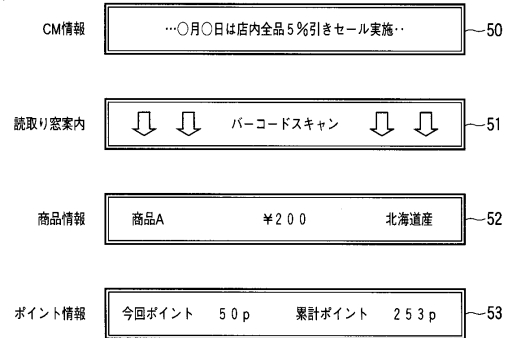 CM情報 …○月○日は店内全品5%引きセール実施‥ 50
読取り窓案内 バーコードスキャン 51
商品情報 商品A ¥200 北海道産 52
ポイント情報 今回ポイント 50p 累計ポイント 253p 53